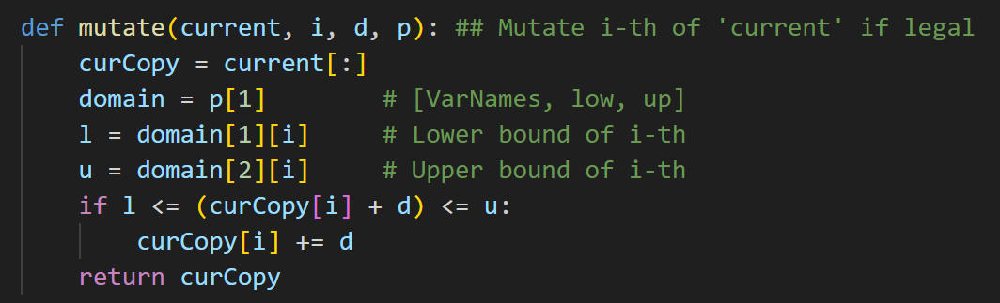 def mutate(current, i, d, p): ## Mutate i-th of 'current' if legal
    curCopy = current[:]
    domain = p[1]        # [VarNames, low, up]
    l = domain[1][i]     # Lower bound of i-th
    u = domain[2][i]     # Upper bound of i-th
    if l <= (curCopy[i] + d) <= u:
        curCopy[i] += d
    return curCopy